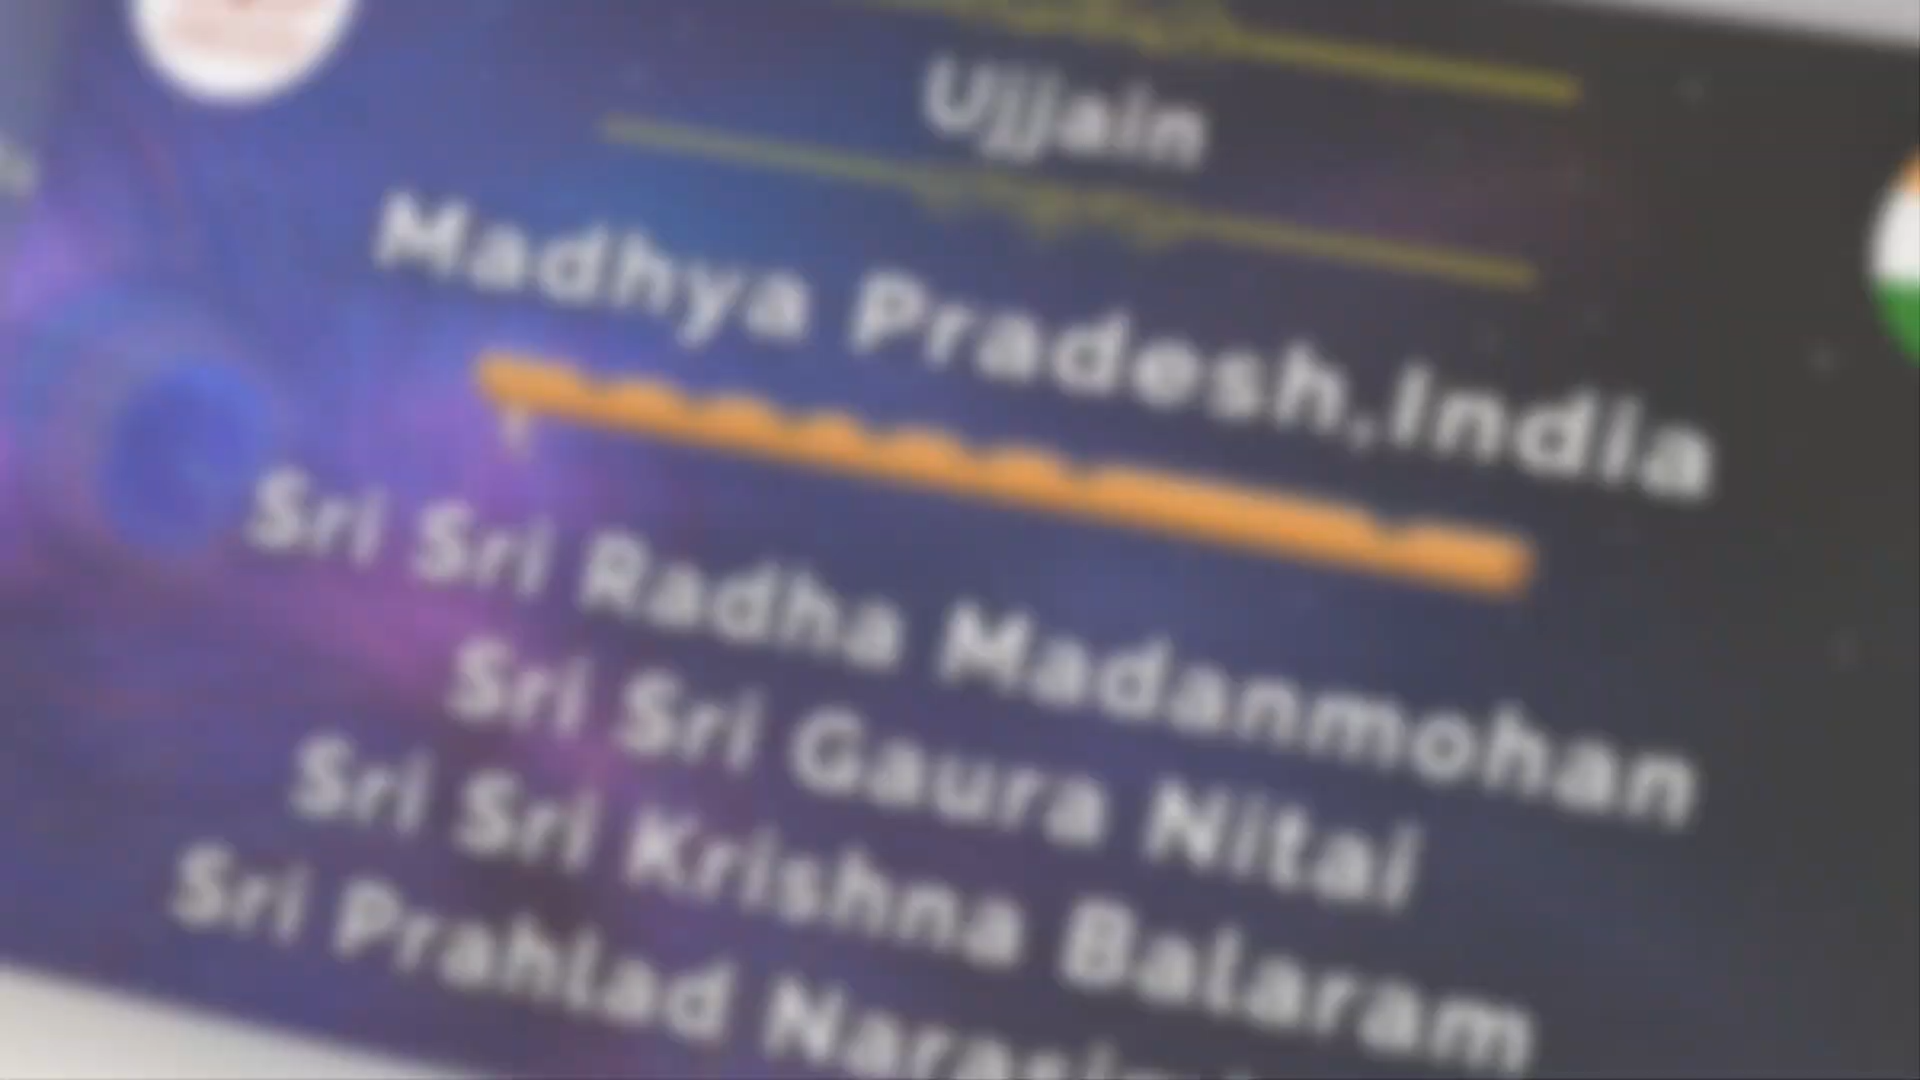 Ujjain
Madhya Pradesh,India
Sri Sri Radha Madanmohan
Sri Sri Gaura Nitai
Sri Sri Krishna Balaram
Sri Prahlad